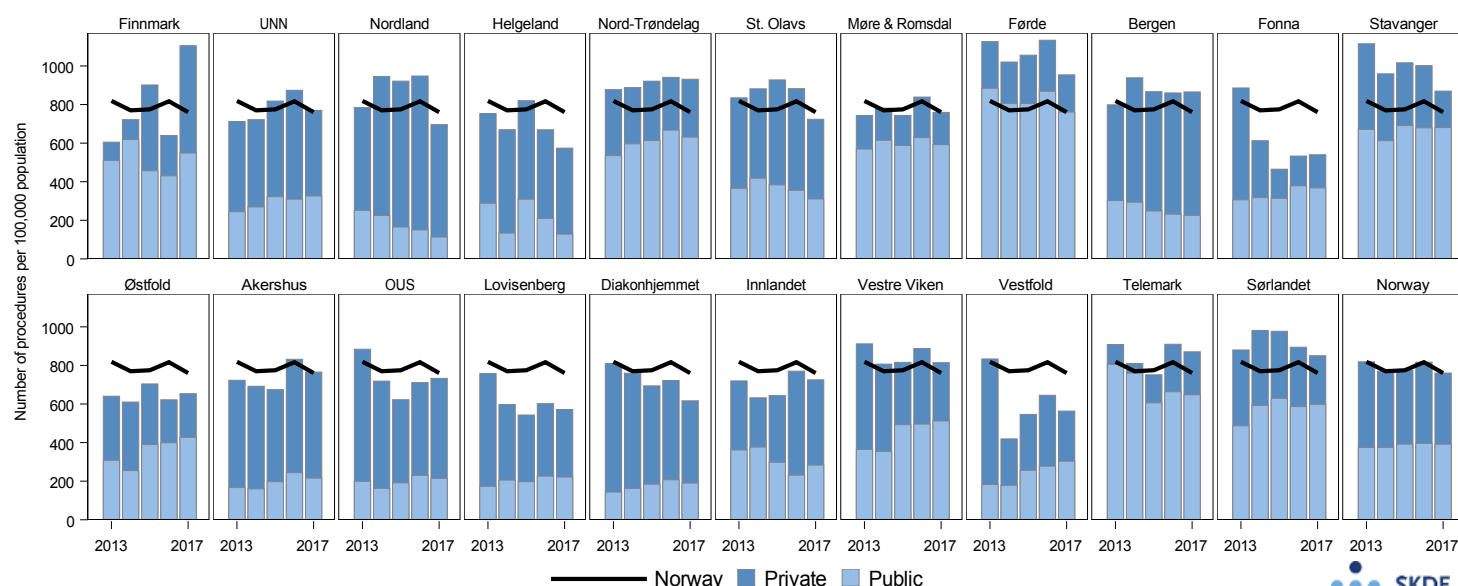 Finnmark UNN Nordland Helgeland Nord-Trøndelag St. Olavs Møre & Romsdal Førde Bergen Fonna Stavanger
1000
800
600
400
200
0
Østfold Akershus OUS Lovisenberg Diakonhjemmet Innlandet Vestre Viken Vestfold Telemark Sørlandet Norway
1000
800
600
400
200
0
Number of procedures per 100,000 population
2013 2017 2013 2017 2013 2017 2013 2017 2013 2017 2013 2017 2013 2017 2013 2017 2013 2017 2013 2017 2013 2017
Norway Private Public
SKDE